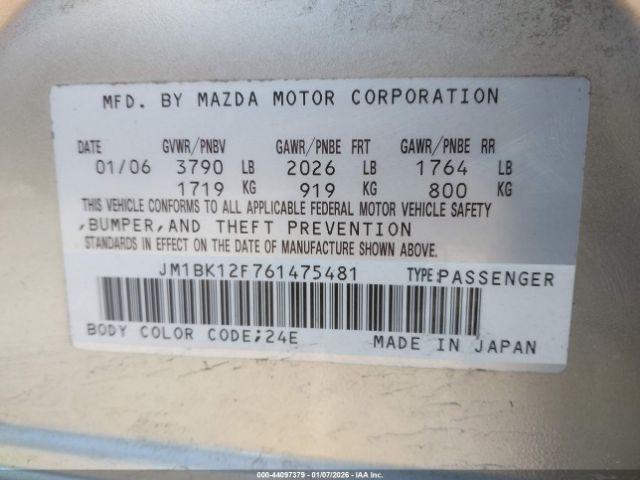 MFD. BY MAZDA MOTOR CORPORATION
DATE GVWR/PNBV GAWR/PNBE FRT GAWR/PNBE RR
01/06 3790 LB 2026 LB 1764 LB
1719 KG 919 KG 800 KG
THIS VEHICLE CONFORMS TO ALL APPLICABLE FEDERAL MOTOR VEHICLE SAFETY
,BUMPER,AND THEFT PREVENTION
STANDARDS IN EFFECT ON THE DATE OF MANUFACTURE SHOWN ABOVE.
JM1BK12F761475481 TYPE:PASSENGER
BODY COLOR CODE;24E MADE IN JAPAN
000-44097379 - 01/07/2026 - IAA Inc.